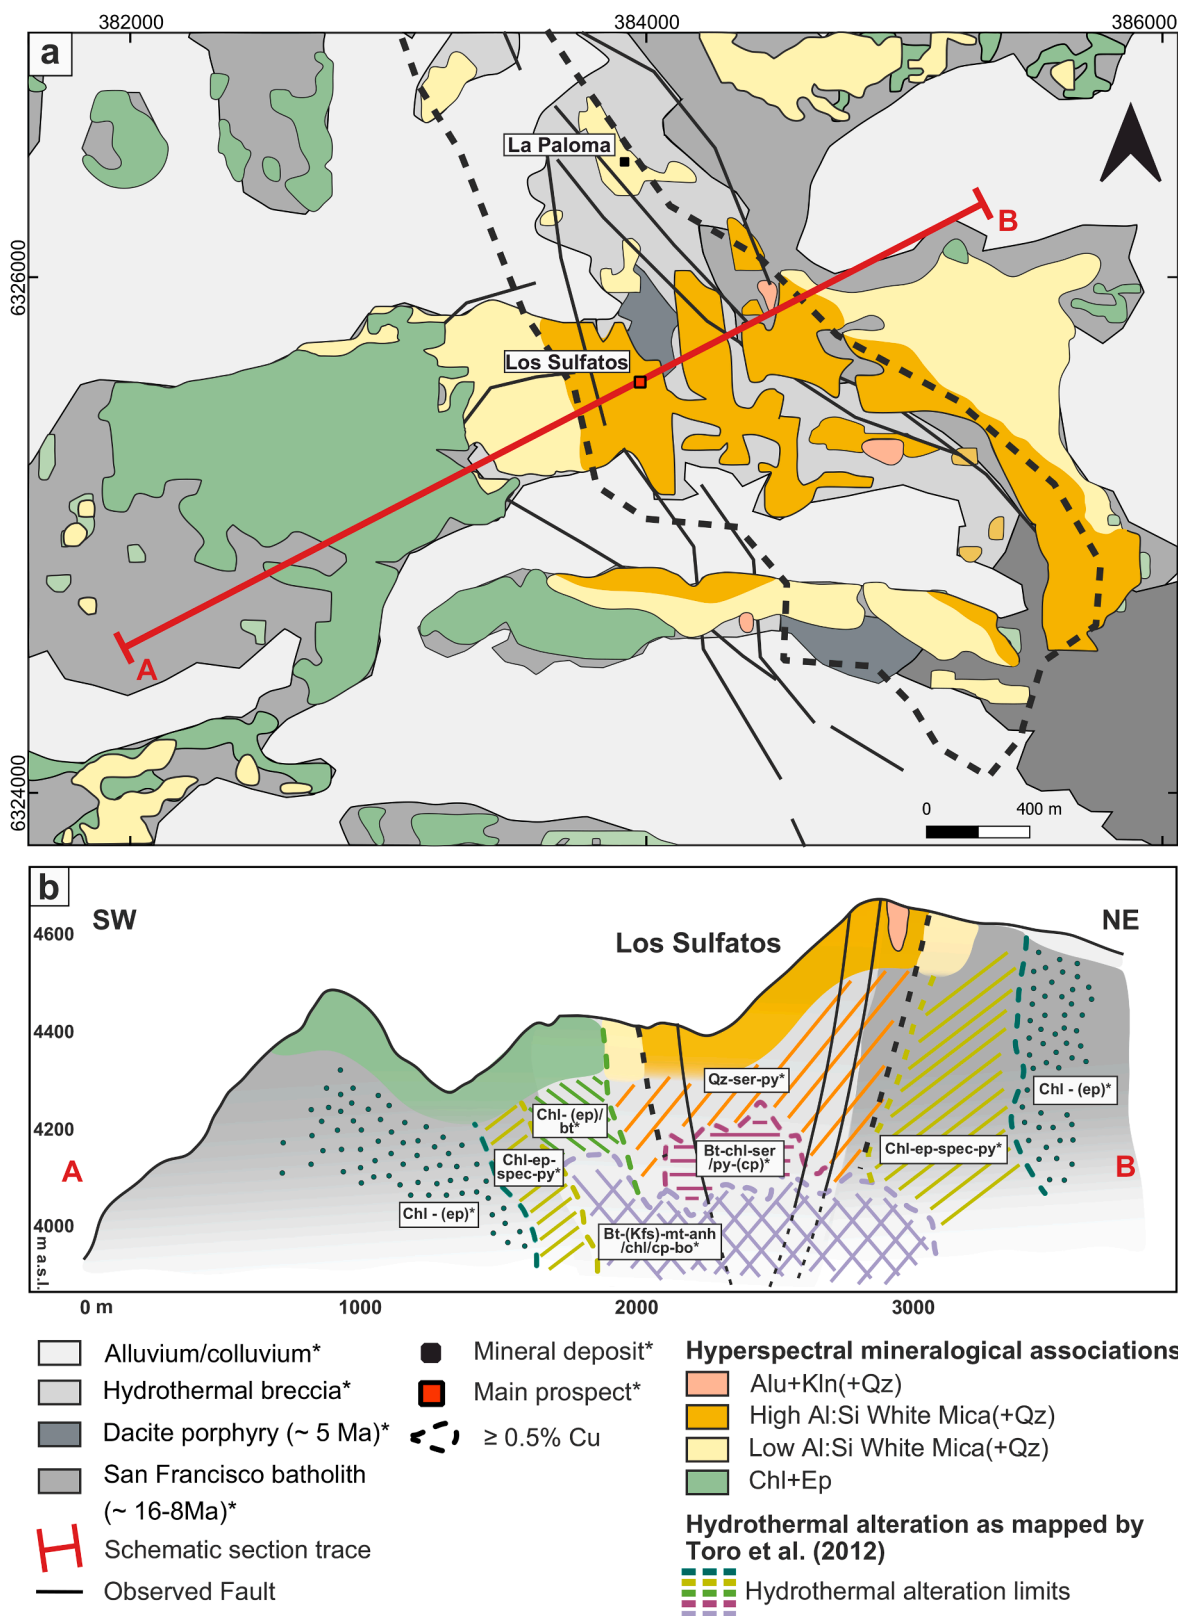 382000
384000
386000
a
La Paloma
B
6326000
Los Sulfatos
A
6324000
0
400 m
b
SW
NE
4600
Los Sulfatos
4400
Qz-ser-py*
Chl - (ep)*
Chl- (ep)/
bt*
4200
Bt-chl-ser
/py-(cp)*
Chl-ep-spec-py*
Chl-ep-
spec-py*
A
B
Chl - (ep)*
4000
Bt-(Kfs)-mt-anh
/chl/cp-bo*
m a.s.l.
0 m
1000
2000
3000
Alluvium/colluvium*
Hydrothermal breccia*
Dacite porphyry (~ 5 Ma)*
San Francisco batholith
(~ 16-8Ma)*
Schematic section trace
Observed Fault
Mineral deposit*
Main prospect*
≥ 0.5% Cu
Hyperspectral mineralogical associations
Alu+Kln(+Qz)
High Al:Si White Mica(+Qz)
Low Al:Si White Mica(+Qz)
Chl+Ep
Hydrothermal alteration as mapped by
Toro et al. (2012)
Hydrothermal alteration limits